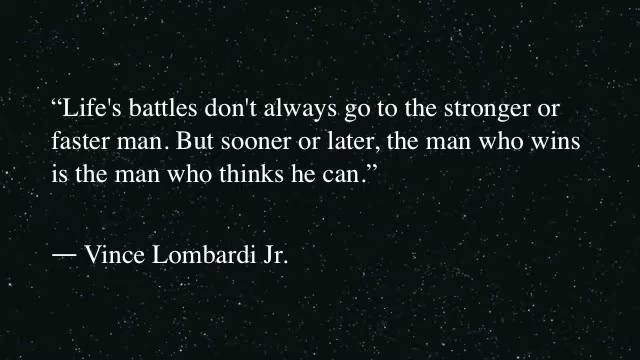 “Life's battles don't always go to the stronger or
faster man. But sooner or later, the man who wins
is the man who thinks he can.”
— Vince Lombardi Jr.